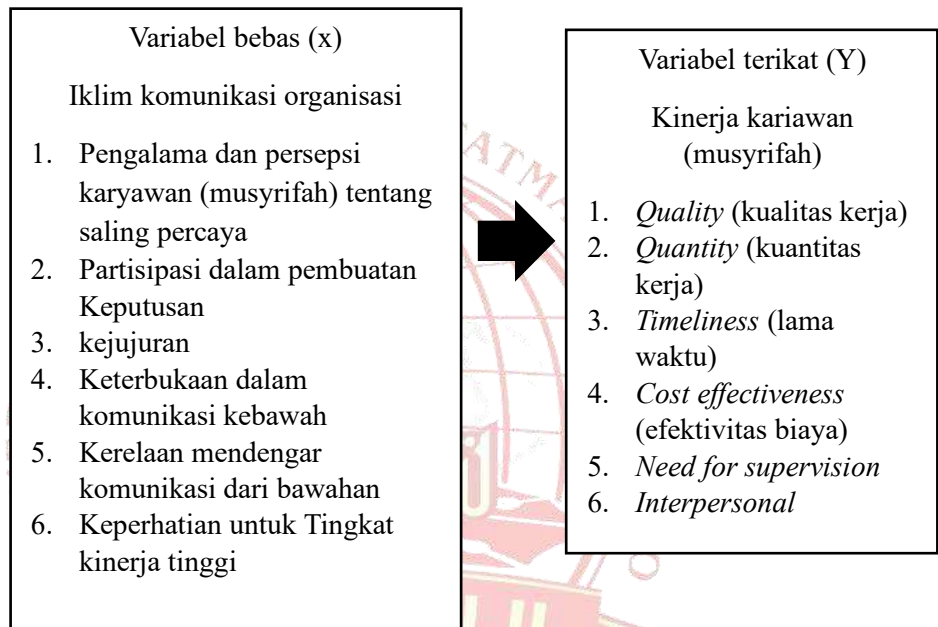 Variabel bebas (x)
Iklim komunikasi organisasi
1. Pengalama dan persepsi
karyawan (musyrifah) tentang
saling percaya
2. Partisipasi dalam pembuatan
Keputusan
3. kejujuran
4. Keterbukaan dalam
komunikasi kebawah
5. Kerelaan mendengar
komunikasi dari bawahan
6. Keperhatian untuk Tingkat
kinerja tinggi
Variabel terikat (Y)
Kinerja kariawan
(musyrifah)
1. Quality (kualitas kerja)
2. Quantity (kuantitas
kerja)
3. Timeliness (lama
waktu)
4. Cost effectiveness
(efektivitas biaya)
5. Need for supervision
6. Interpersonal